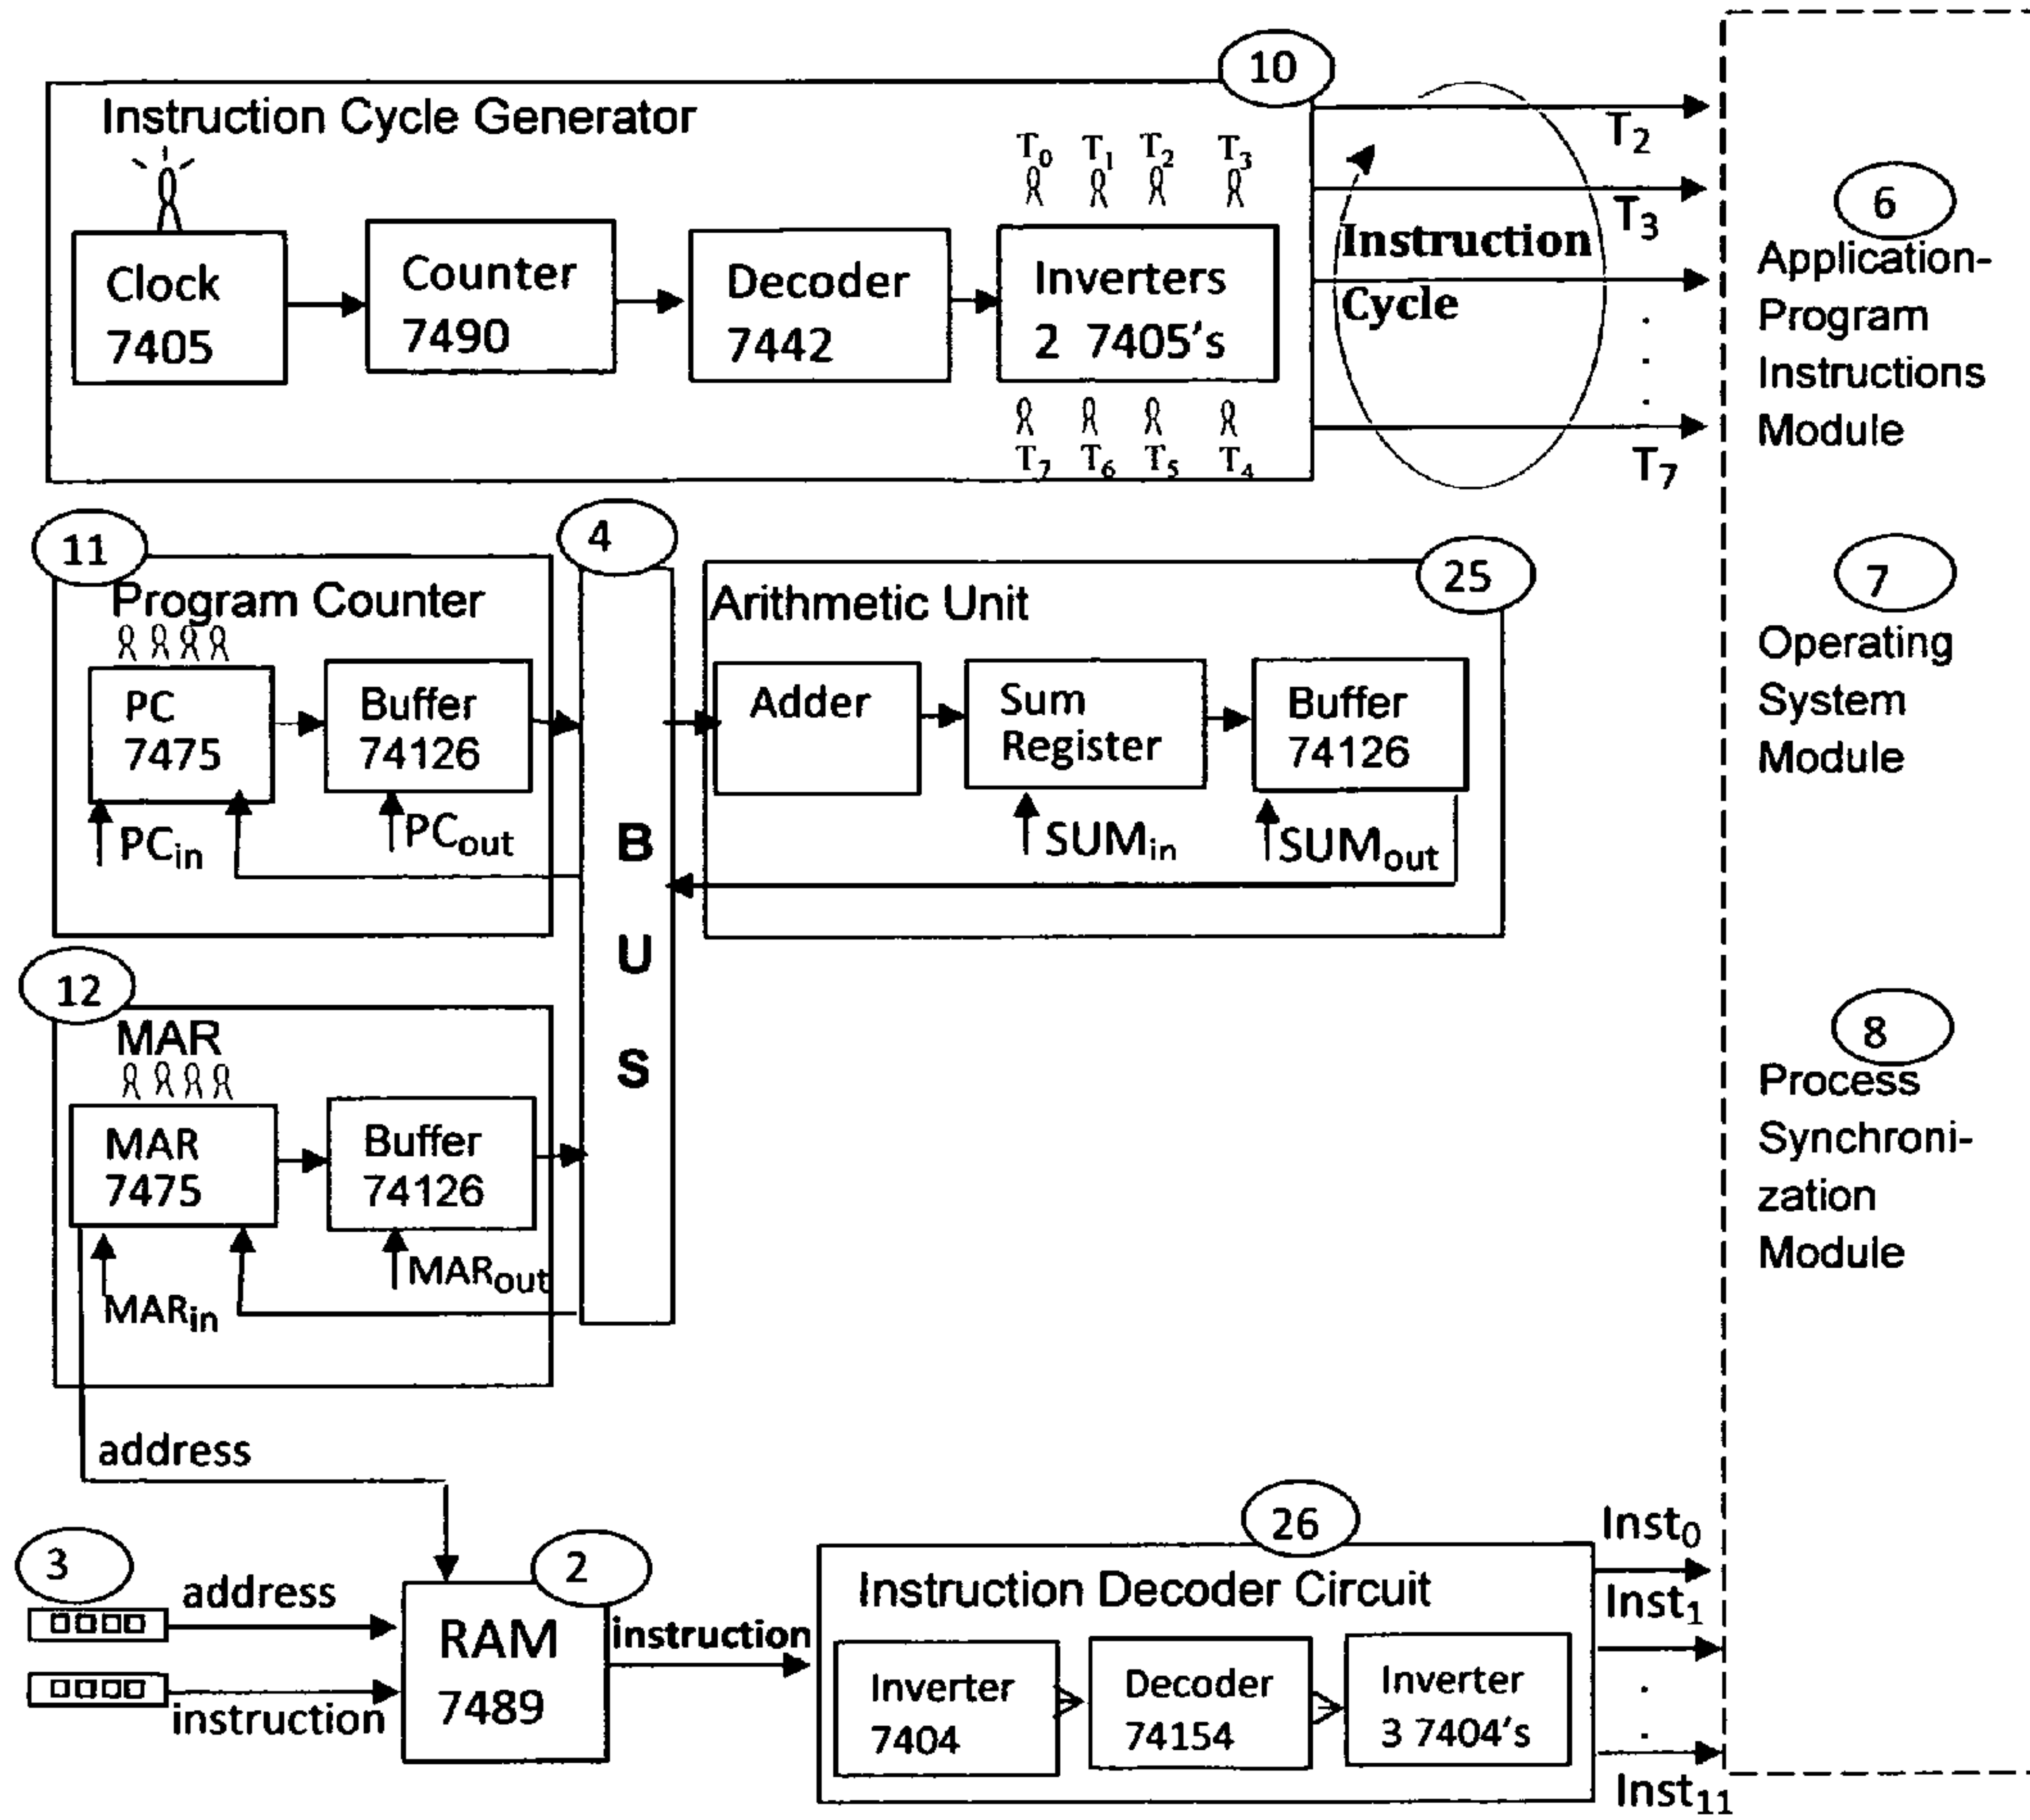 10
Instruction Cycle Generator
T0 T1 T2 T3
Clock
7405
Counter
7490
Decoder
7442
Inverters
2 7405's
T7 T6 T5 T4
Instruction
Cycle
T2
T3
.
.
.
T7
6
Application-
Program
Instructions
Module
11
Program Counter
PC
7475
Buffer
74126
PCin
PCout
4
B
U
S
25
Arithmetic Unit
Adder
Sum
Register
Buffer
74126
SUMin
SUMout
7
Operating
System
Module
12
MAR
MAR
7475
Buffer
74126
MARin
MARout
8
Process
Synchroni-
zation
Module
address
3
address
instruction
2
RAM
7489
instruction
26
Instruction Decoder Circuit
Inverter
7404
Decoder
74154
Inverter
3 7404's
Inst0
Inst1
.
.
Inst11